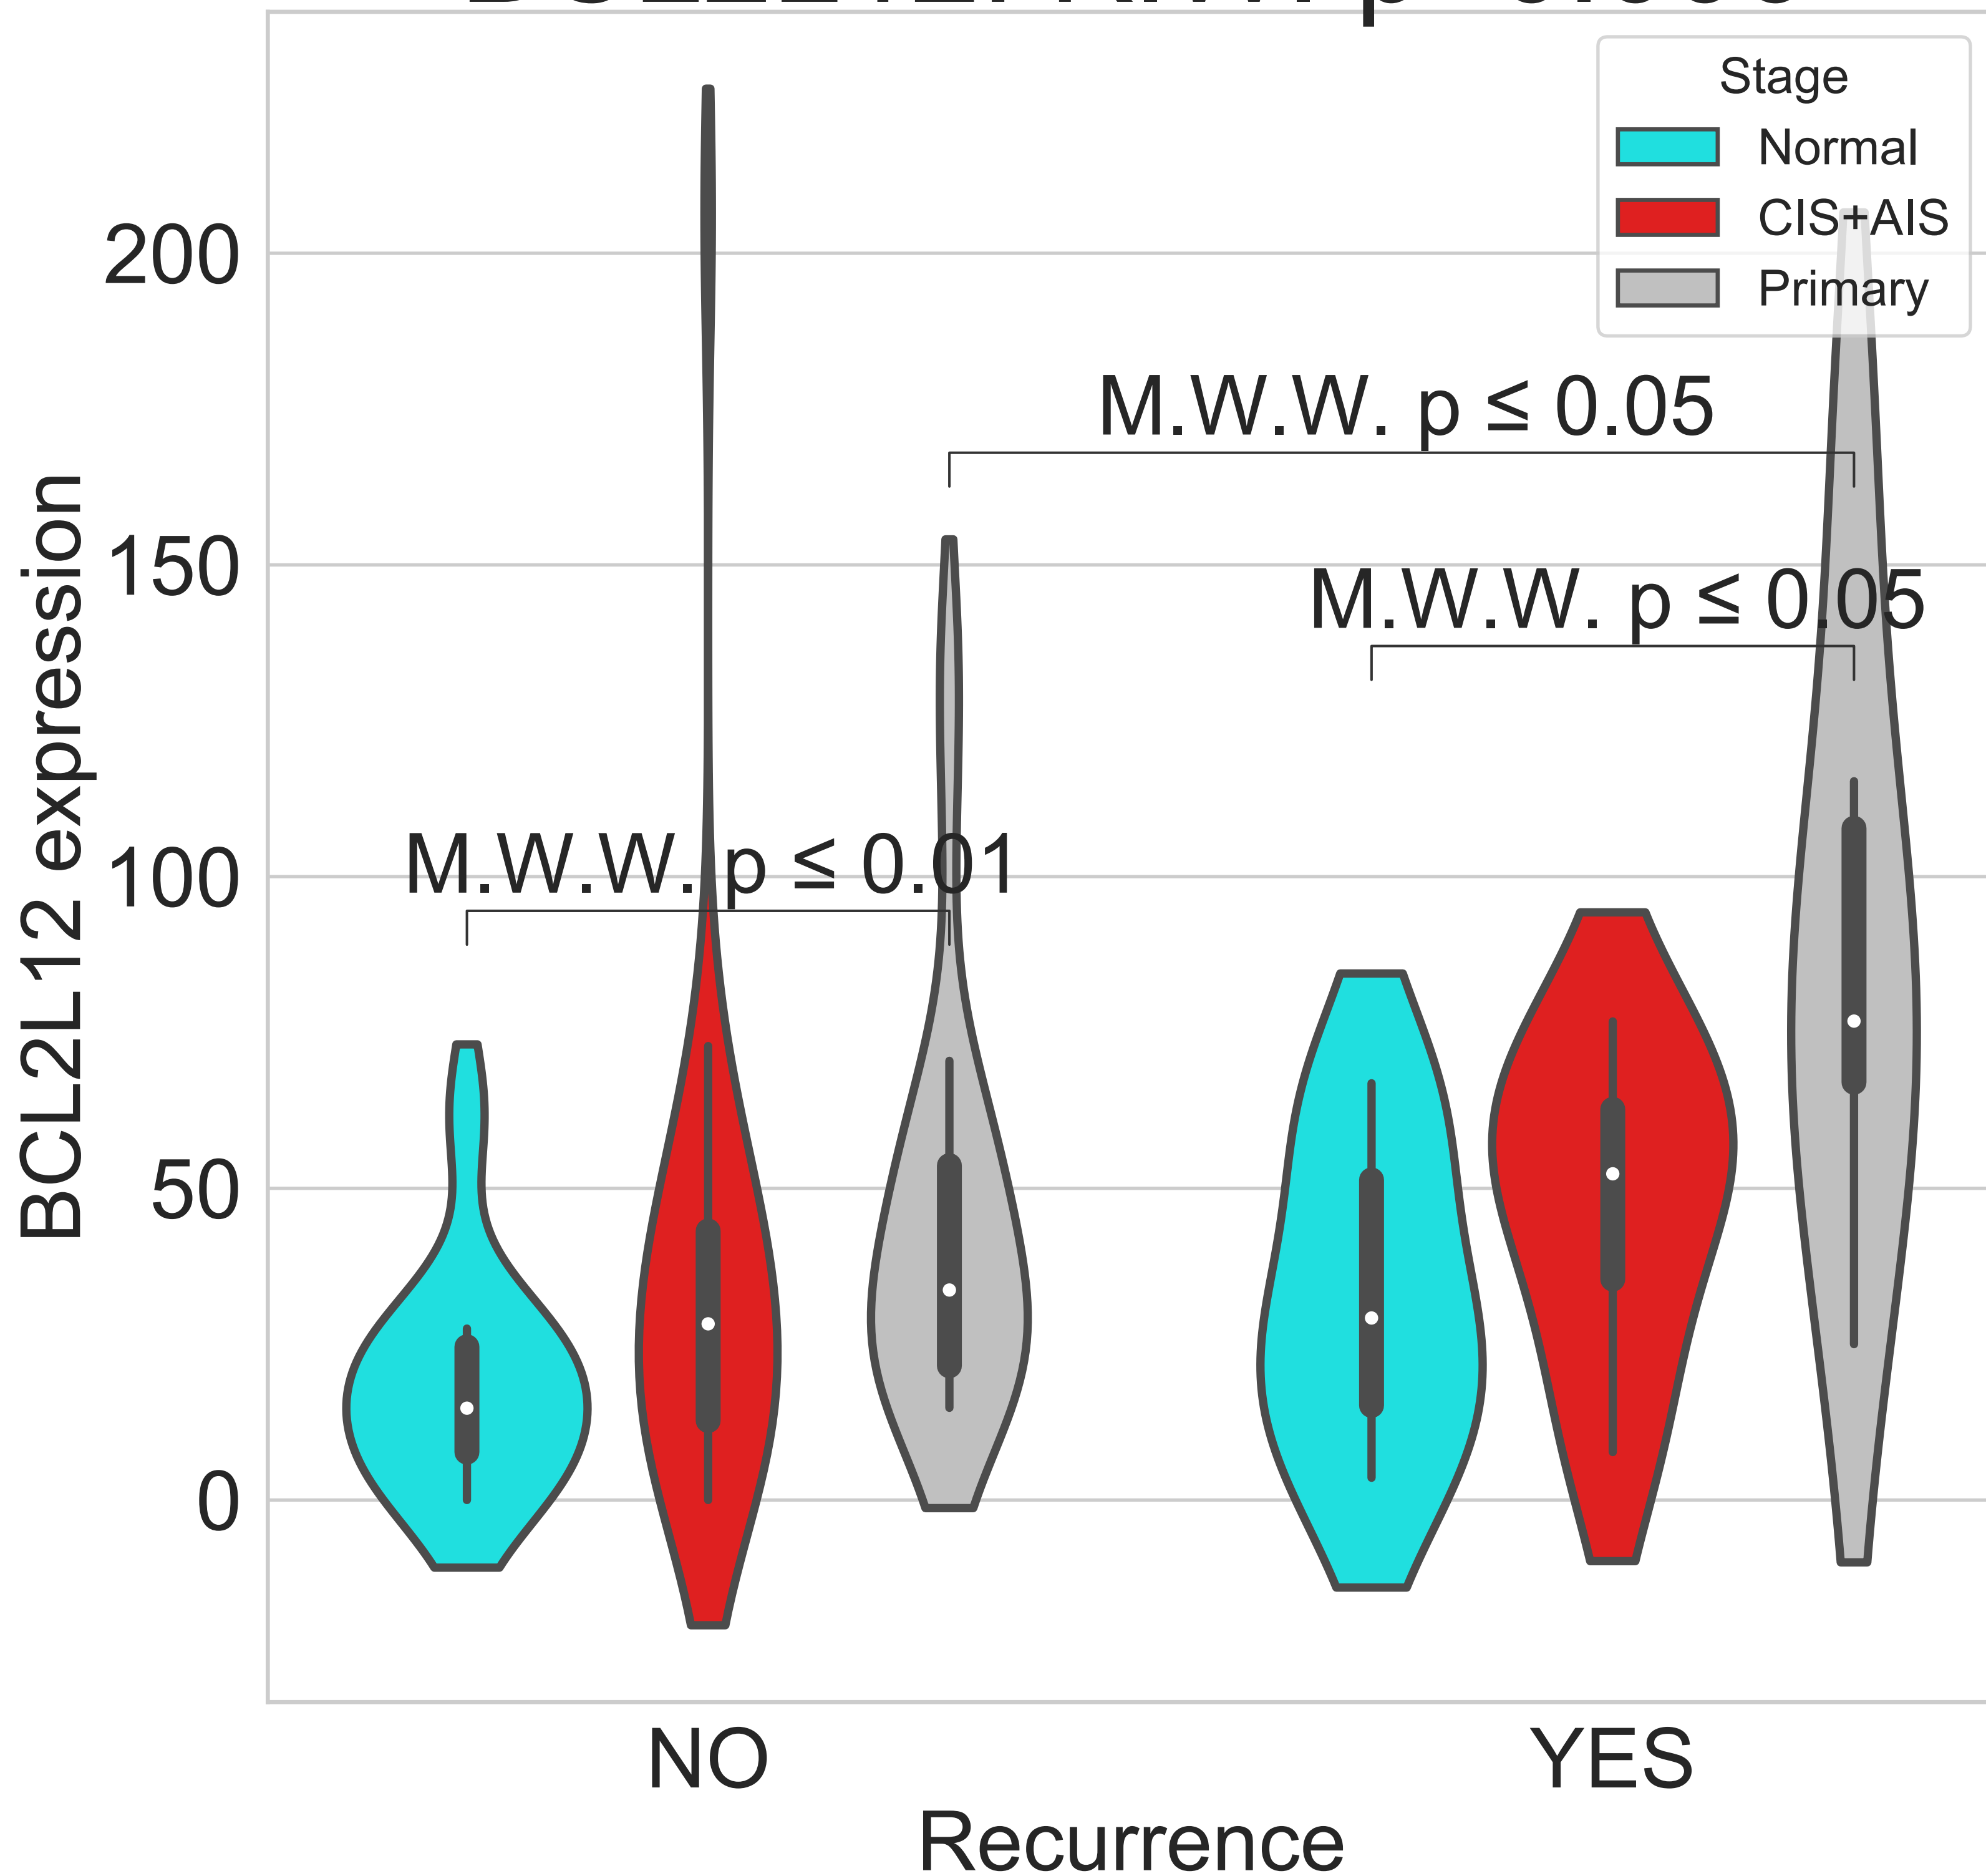 Stage
Normal
CIS+AIS
Primary
M.W.W. p ≤ 0.05
M.W.W. p ≤ 0.05
M.W.W. p ≤ 0.01
BCL2L12 expression
200
150
100
50
0
NO
YES
Recurrence